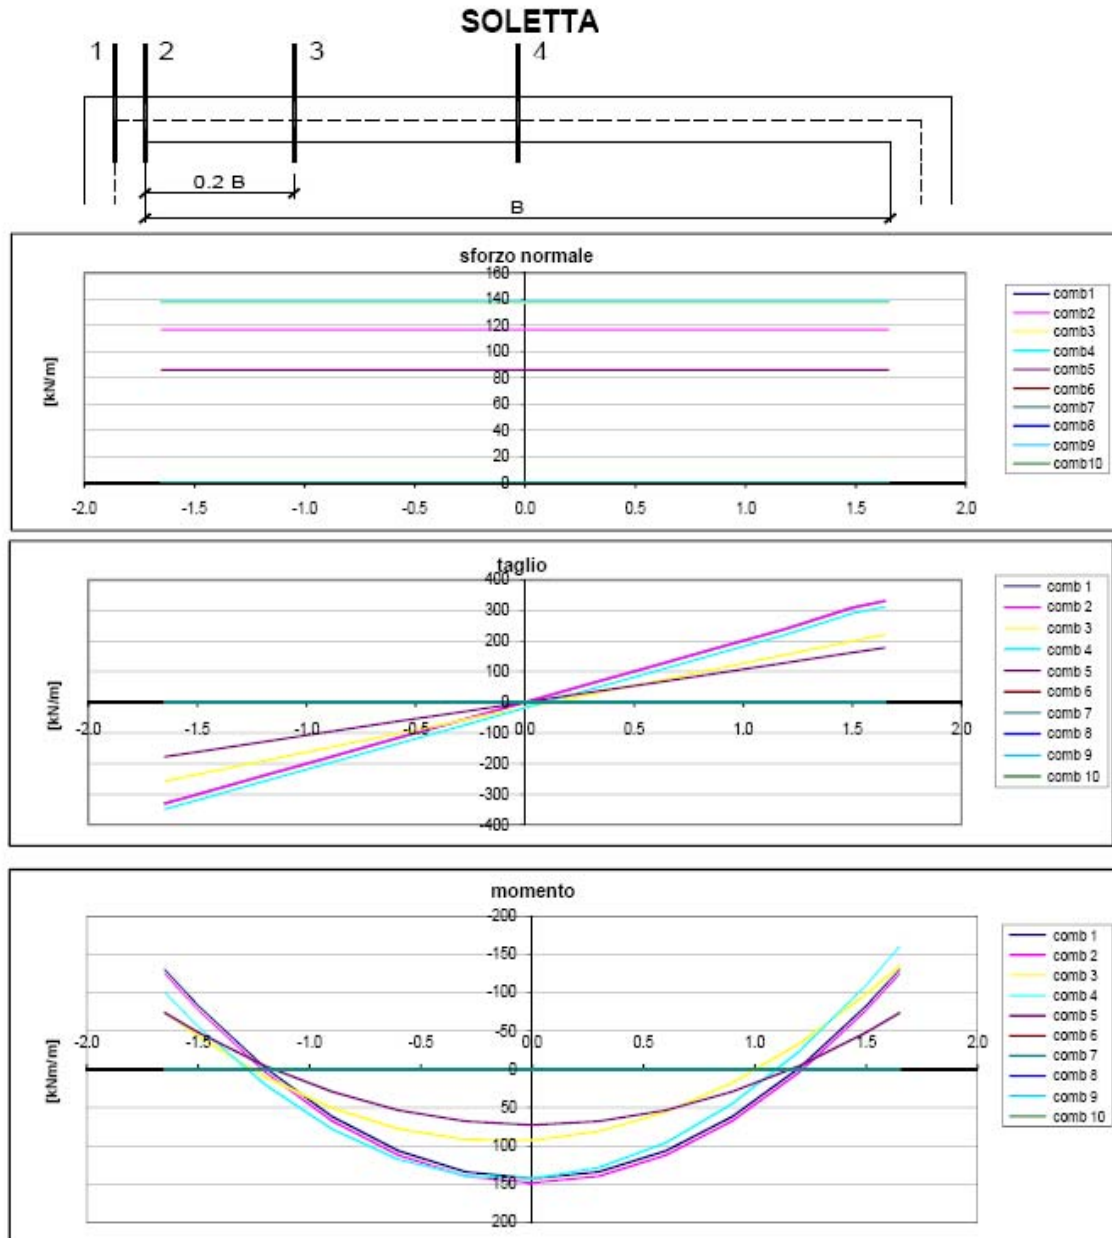 SOLETTA
1 2 3 4
0.2 B
B
sforzo normale
160
140
120
100
80
60
40
20
0
[kN/m]
-2.0 -1.5 -1.0 -0.5 0.0 0.5 1.0 1.5 2.0
comb1
comb2
comb3
comb4
comb5
comb6
comb7
comb8
comb9
comb10
taglio
400
300
200
100
0
-100
-200
-300
-400
[kN/m]
-2.0 -1.5 -1.0 -0.5 0.0 0.5 1.0 1.5 2.0
comb 1
comb 2
comb 3
comb 4
comb 5
comb 6
comb 7
comb 8
comb 9
comb 10
momento
-200
-150
-100
-50
0
50
100
150
200
[kNm/m]
-2.0 -1.5 -1.0 -0.5 0.0 0.5 1.0 1.5 2.0
comb 1
comb 2
comb 3
comb 4
comb 5
comb 6
comb 7
comb 8
comb 9
comb 10